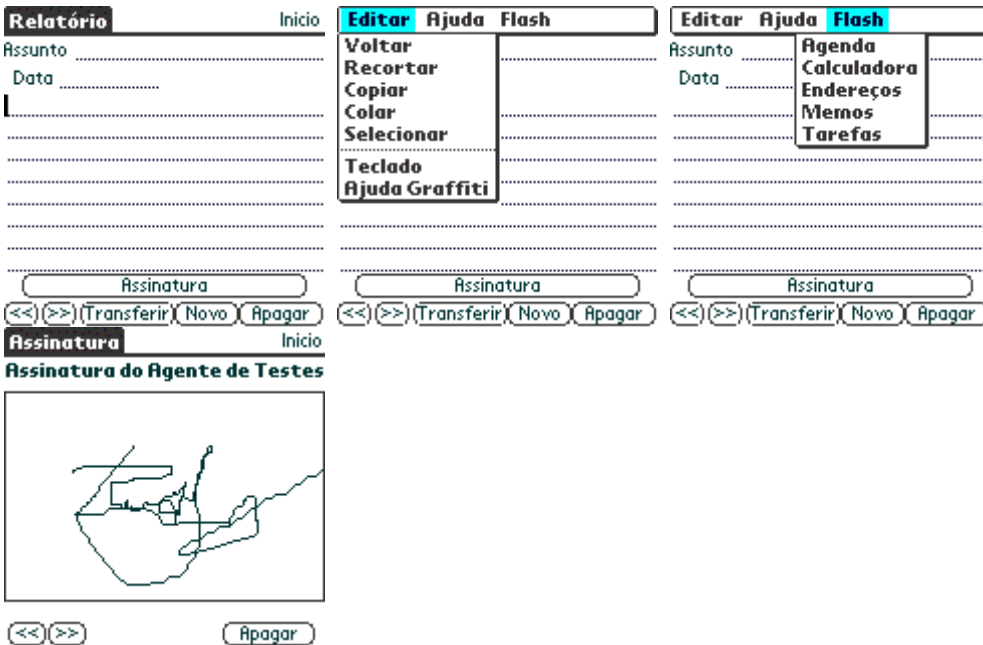 Relatório Inicio
Assunto
Data
Assinatura
<< >> Transferir Novo Apagar
Editar Ajuda Flash
Voltar
Recortar
Copiar
Colar
Selecionar
Teclado
Ajuda Graffiti
Assinatura
<< >> Transferir Novo Apagar
Editar Ajuda Flash
Assunto
Data
Agenda
Calculadora
Endereços
Memos
Tarefas
Assinatura
<< >> Transferir Novo Apagar
Assinatura Inicio
Assinatura do Agente de Testes
<< >> Apagar